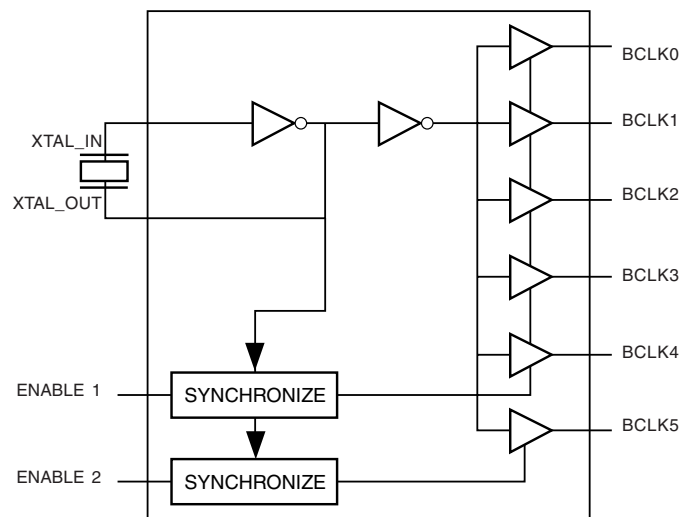 BCLK0
BCLK1
XTAL_IN
XTAL_OUT
BCLK2
BCLK3
BCLK4
ENABLE 1
SYNCHRONIZE
BCLK5
ENABLE 2
SYNCHRONIZE